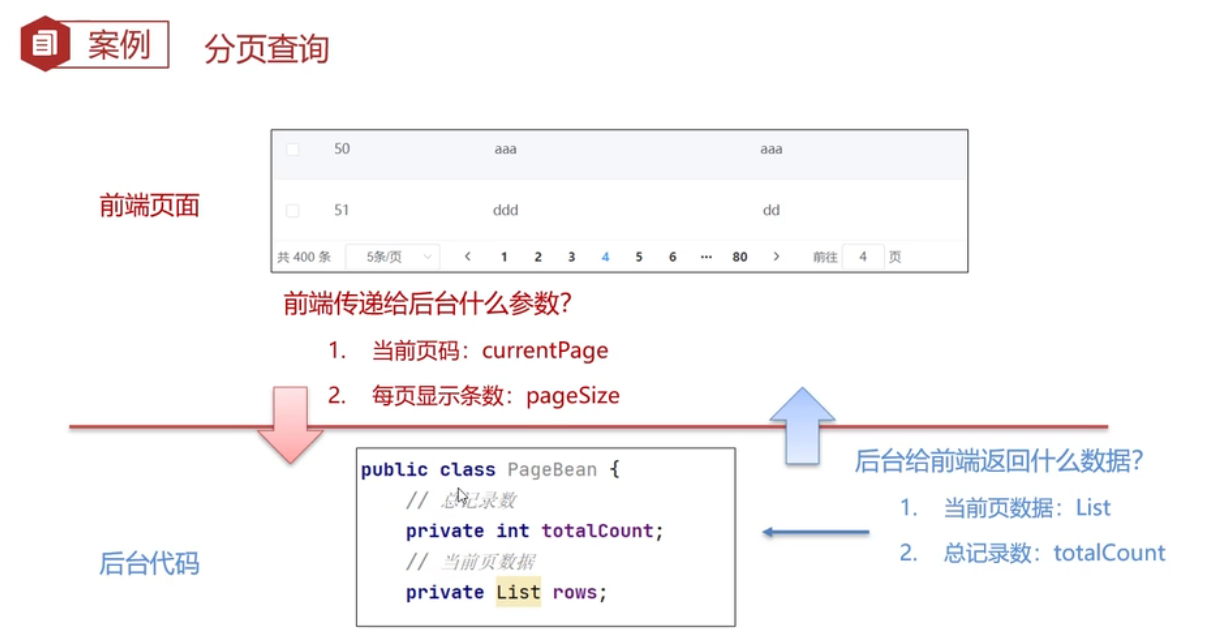 案例 分页查询
前端页面
50 aaa aaa
51 ddd dd
共 400 条 5条/页 < 1 2 3 4 5 6 ··· 80 > 前往 4 页
前端传递给后台什么参数？
1. 当前页码：currentPage
2. 每页显示条数：pageSize
后台代码
public class PageBean {
// 总记录数
private int totalCount;
// 当前页数据
private List rows;
后台给前端返回什么数据？
1. 当前页数据：List
2. 总记录数：totalCount